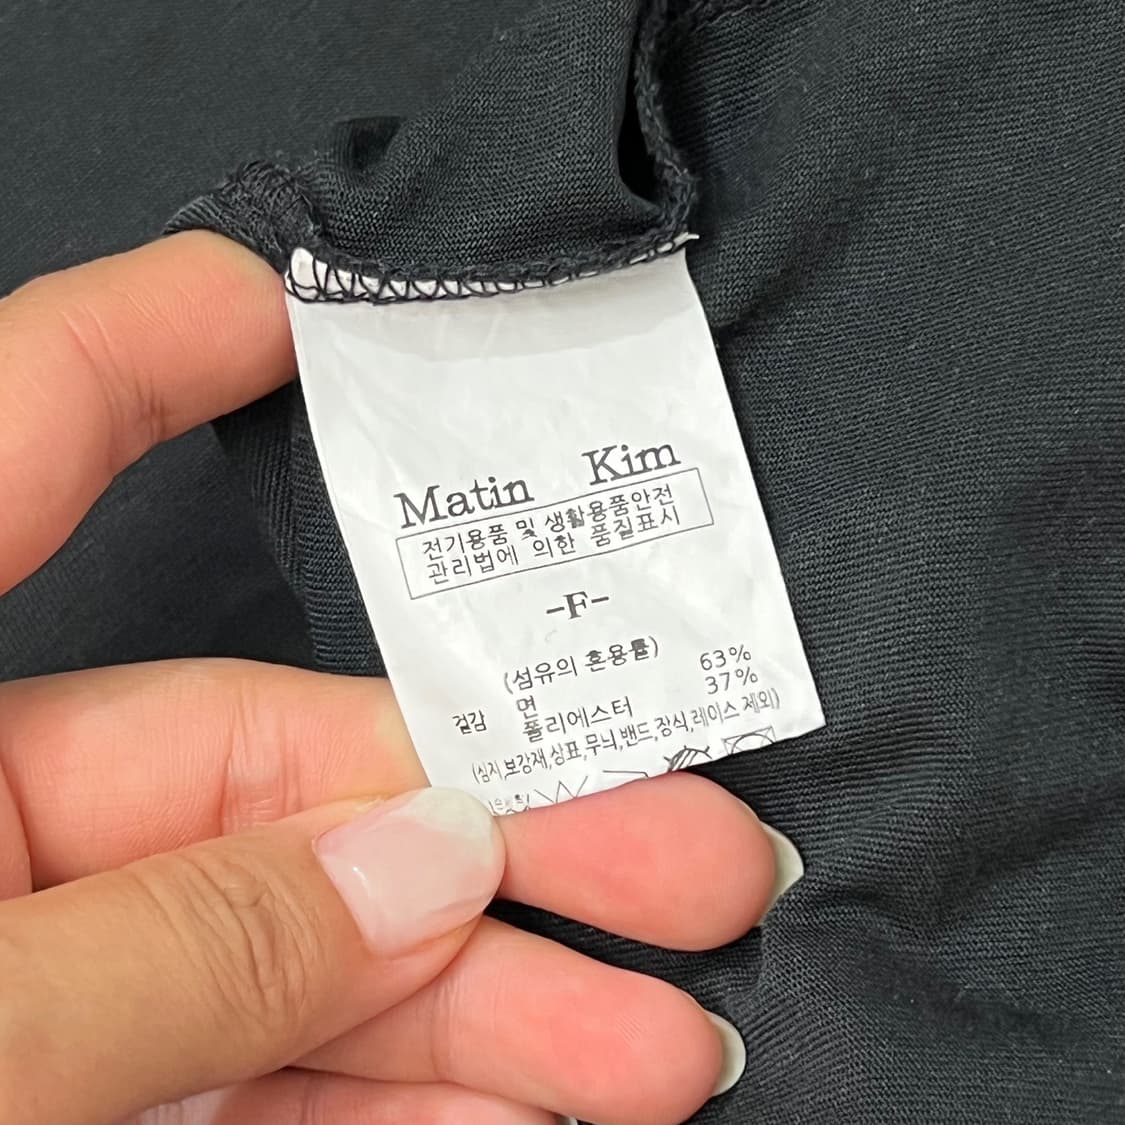 Matin Kim
전기용품 및 생활용품안전
관리법에 의한 품질표시
-F-
(섬유의 혼용률)
겉감 면 63%
폴리에스터 37%
(심지,보강재,상표,무늬,밴드,장식,레이스 제외)